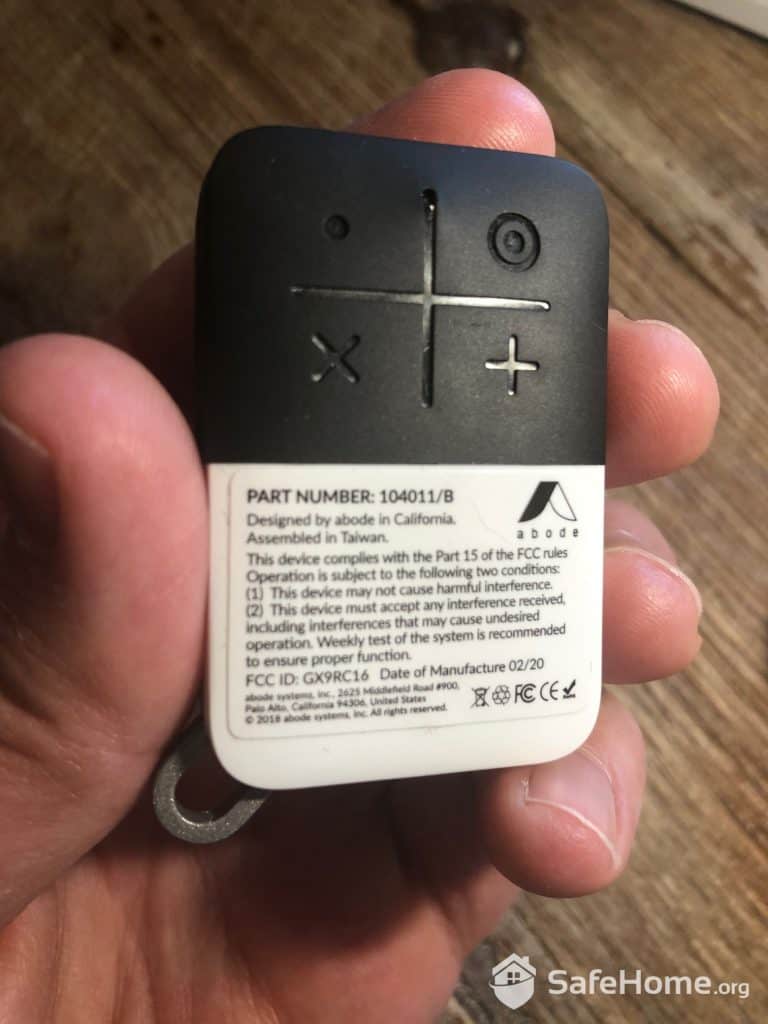 PART NUMBER: 104011/B
abode
Designed by abode in California.
Assembled in Taiwan.
This device complies with the Part 15 of the FCC rules
Operation is subject to the following two conditions:
(1) This device may not cause harmful interference.
(2) This device must accept any interference received,
including interferences that may cause undesired
operation. Weekly test of the system is recommended
to ensure proper function.
FCC ID: GX9RC16 Date of Manufacture 02/20
abode systems, inc., 2625 Middlefield Road #900,
Palo Alto, California 94306, United States
© 2018 abode systems, inc. All rights reserved.
FC CE
SafeHome.org